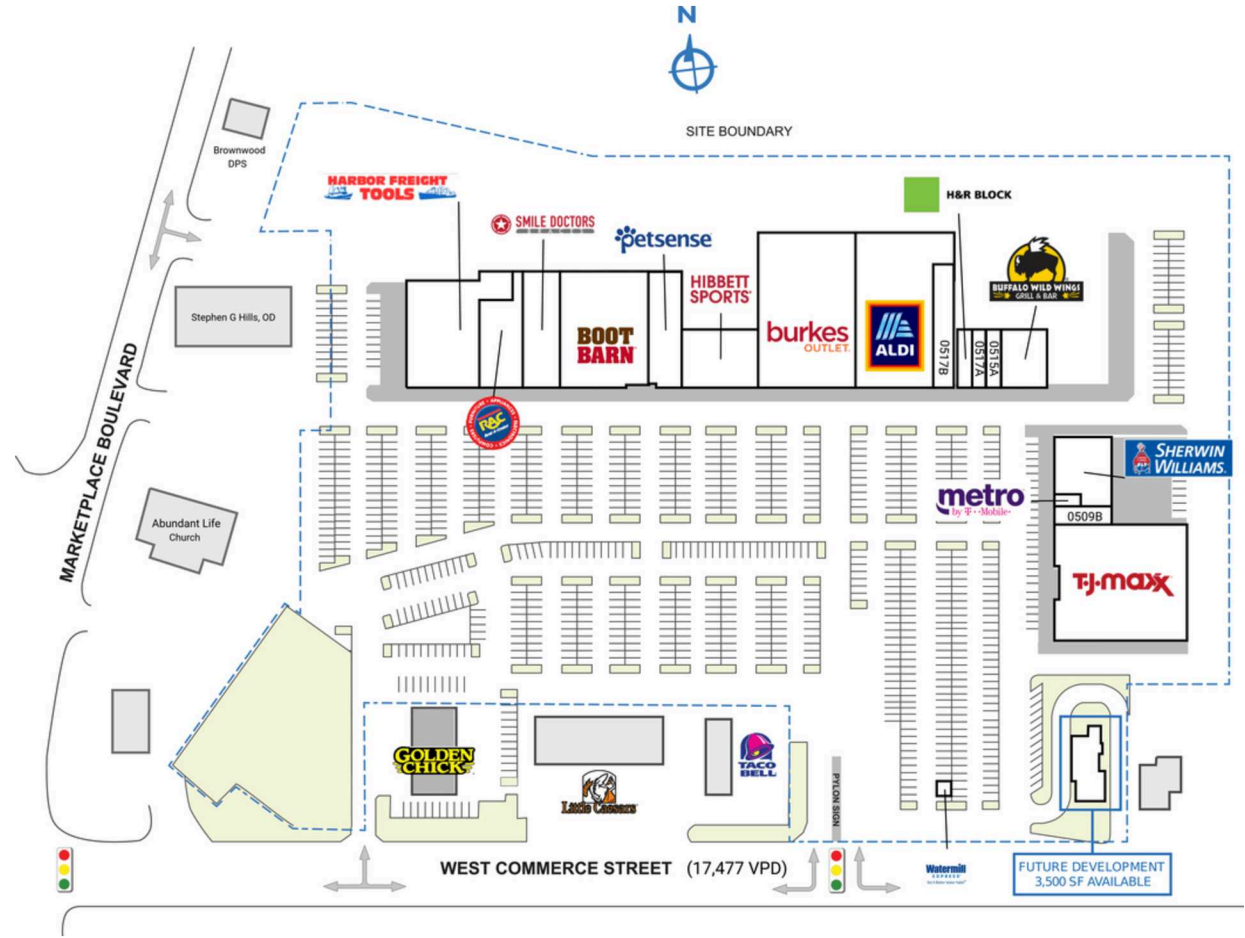 N
SITE BOUNDARY
Brownwood
DPS
HARBOR FREIGHT
TOOLS
SMILE DOCTORS
BRACES
petsense
H&R BLOCK
HIBBETT
SPORTS
BUFFALO WILD WINGS
GRILL & BAR
Stephen G Hills, OD
BOOT
BARN
burkes
OUTLET
ALDI
0517B
0517A
0515A
RAC
MARKETPLACE BOULEVARD
SHERWIN
WILLIAMS.
metro
by T··Mobile·
0509B
Abundant Life
Church
T·J·maxx
GOLDEN
CHICK
Little Caesars
TACO
BELL
PYLON SIGN
WEST COMMERCE STREET (17,477 VPD)
Watermill
EXPRESS
FUTURE DEVELOPMENT
3,500 SF AVAILABLE